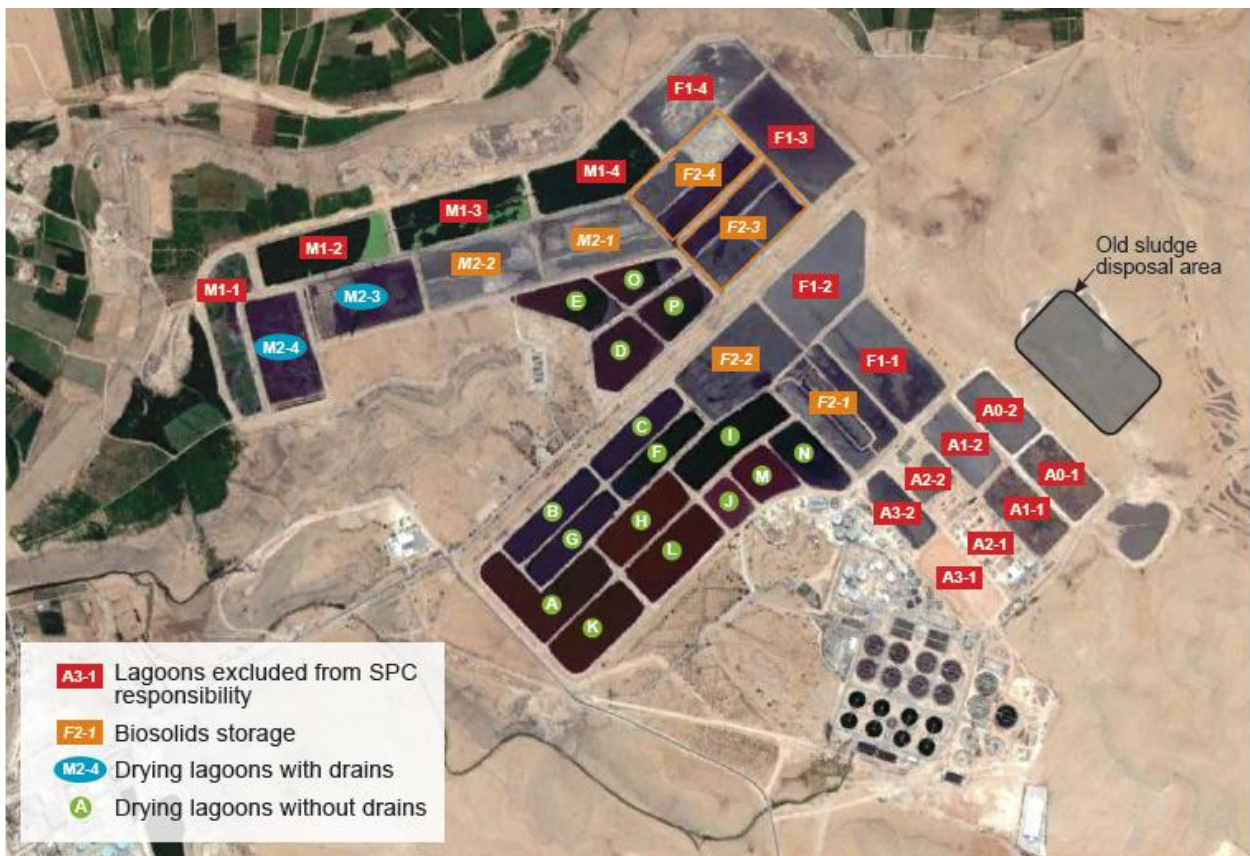 F1-4
F1-3
M1-4
F2-4
M1-3
F2-3
M1-2
M2-1
Old sludge
disposal area
M2-2
O
M1-1
F1-2
M2-3
E
P
M2-4
D
F2-2
F1-1
F2-1
A0-2
C
I
A1-2
F
N
A0-1
M
A2-2
B
J
A1-1
A3-2
H
G
A2-1
L
A3-1
A
K
A3-1 Lagoons excluded from SPC
responsibility
F2-1 Biosolids storage
M2-4 Drying lagoons with drains
A Drying lagoons without drains